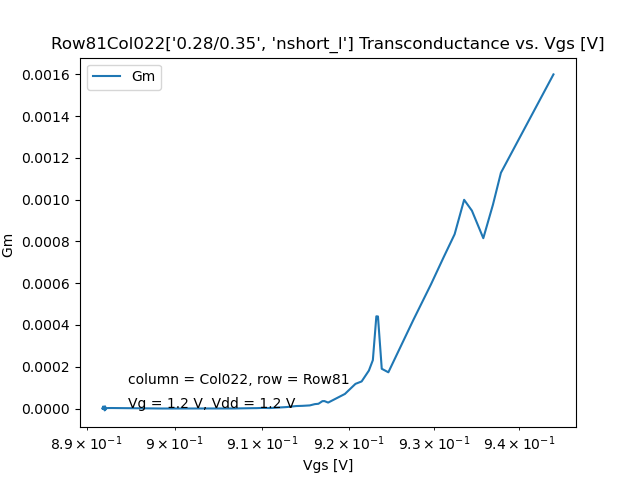 Row81Col022['0.28/0.35', 'nshort_l'] Transconductance vs. Vgs [V]
Gm
0.0016
0.0014
0.0012
0.0010
0.0008
0.0006
0.0004
0.0002
0.0000
Gm
column = Col022, row = Row81
Vg = 1.2 V, Vdd = 1.2 V
8.9 × 10⁻¹ 9 × 10⁻¹ 9.1 × 10⁻¹ 9.2 × 10⁻¹ 9.3 × 10⁻¹ 9.4 × 10⁻¹
Vgs [V]